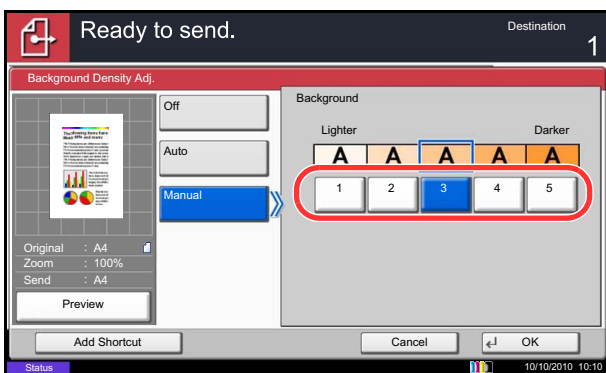 Ready to send.
Destination
1
Background Density Adj.
Off
Auto
Manual
Background
Lighter
Darker
A A A A A
1 2 3 4 5
Original : A4
Zoom : 100%
Send : A4
Preview
Add Shortcut
Cancel
OK
Status
10/10/2010 10:10